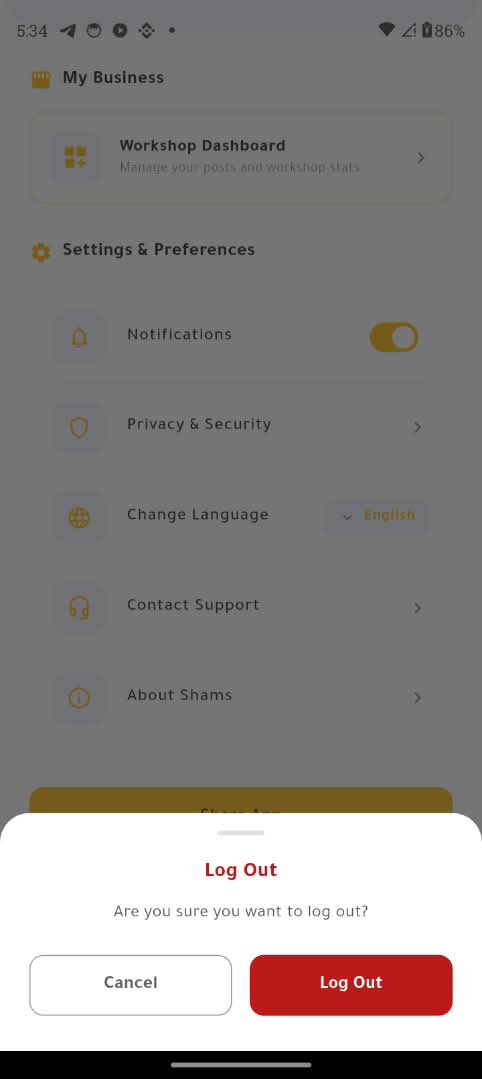 5:34
86%
My Business
Workshop Dashboard
Manage your posts and workshop stats
Settings & Preferences
Notifications
Privacy & Security
Change Language
English
Contact Support
About Shams
Share App
Log Out
Are you sure you want to log out?
Cancel
Log Out